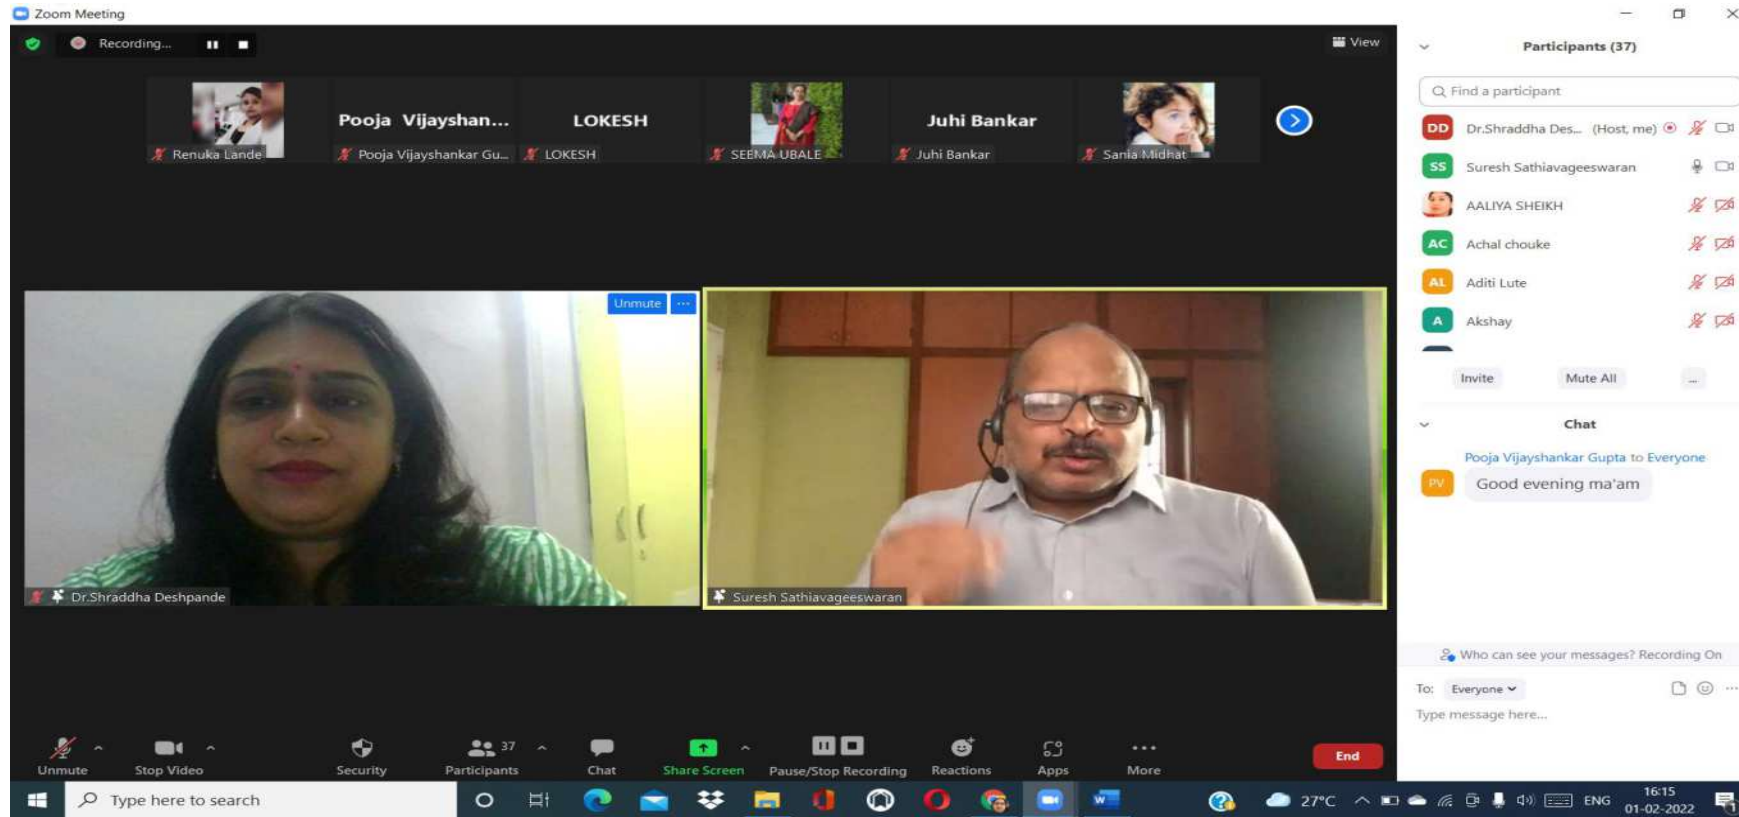 Zoom Meeting
Recording...
View
Pooja Vijayshan...
LOKESH
Juhi Bankar
Renuka Lande
Pooja Vijayshankar Gu...
LOKESH
SEEMA UBALE
Juhi Bankar
Sania Midhat
Unmute
...
Dr.Shraddha Deshpande
Suresh Sathiavageeswaran
Participants (37)
Find a participant
DD Dr.Shraddha Des... (Host, me)
SS Suresh Sathiavageeswaran
AALIYA SHEIKH
AC Achal chouke
AL Aditi Lute
A Akshay
Invite Mute All ...
Chat
Pooja Vijayshankar Gupta to Everyone
PV Good evening ma'am
Who can see your messages? Recording On
To: Everyone
Type message here...
37
Unmute Stop Video Security Participants Chat Share Screen Pause/Stop Recording Reactions Apps More End
Type here to search
27°C ENG 16:15
01-02-2022
1